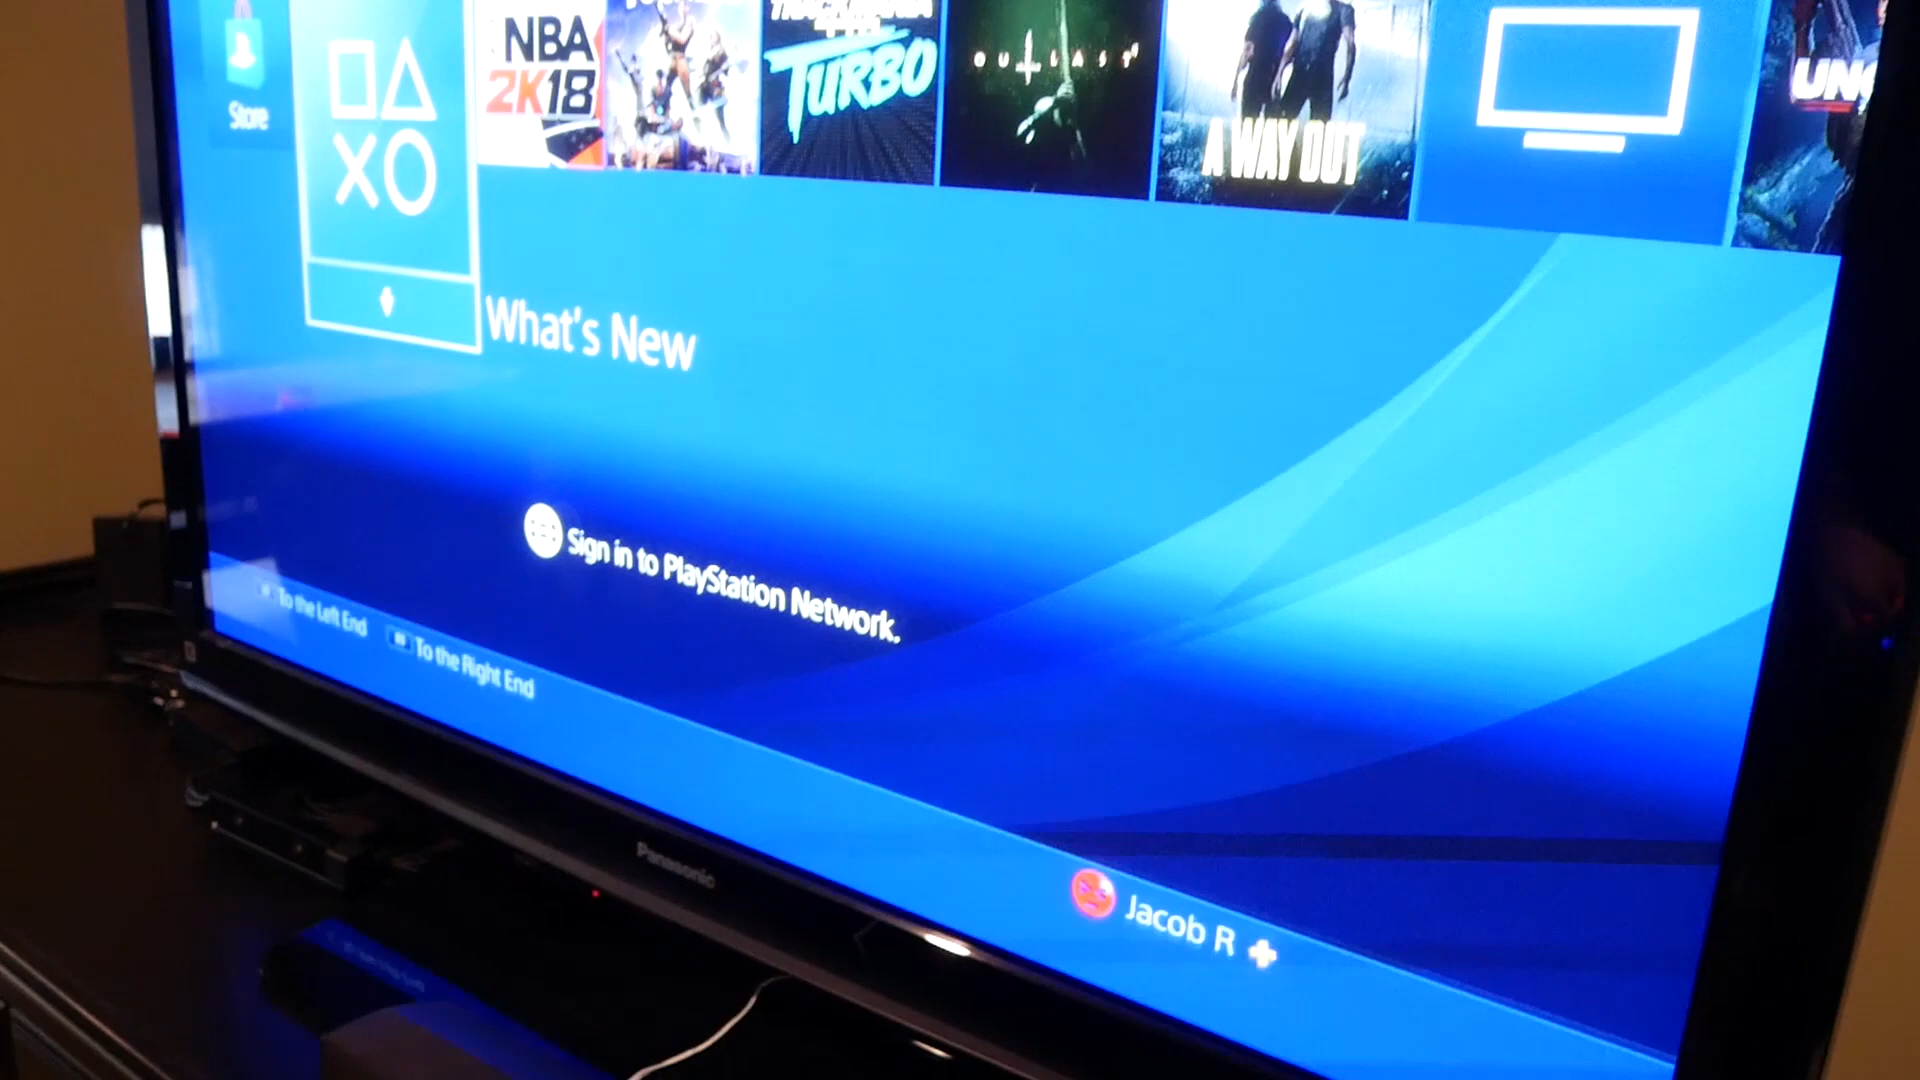 Store
NBA
2K18
TURBO
OUTLAST
A WAY OUT
UNC
What's New
Sign in to PlayStation Network.
To the Left End
To the Right End
Panasonic
Jacob R